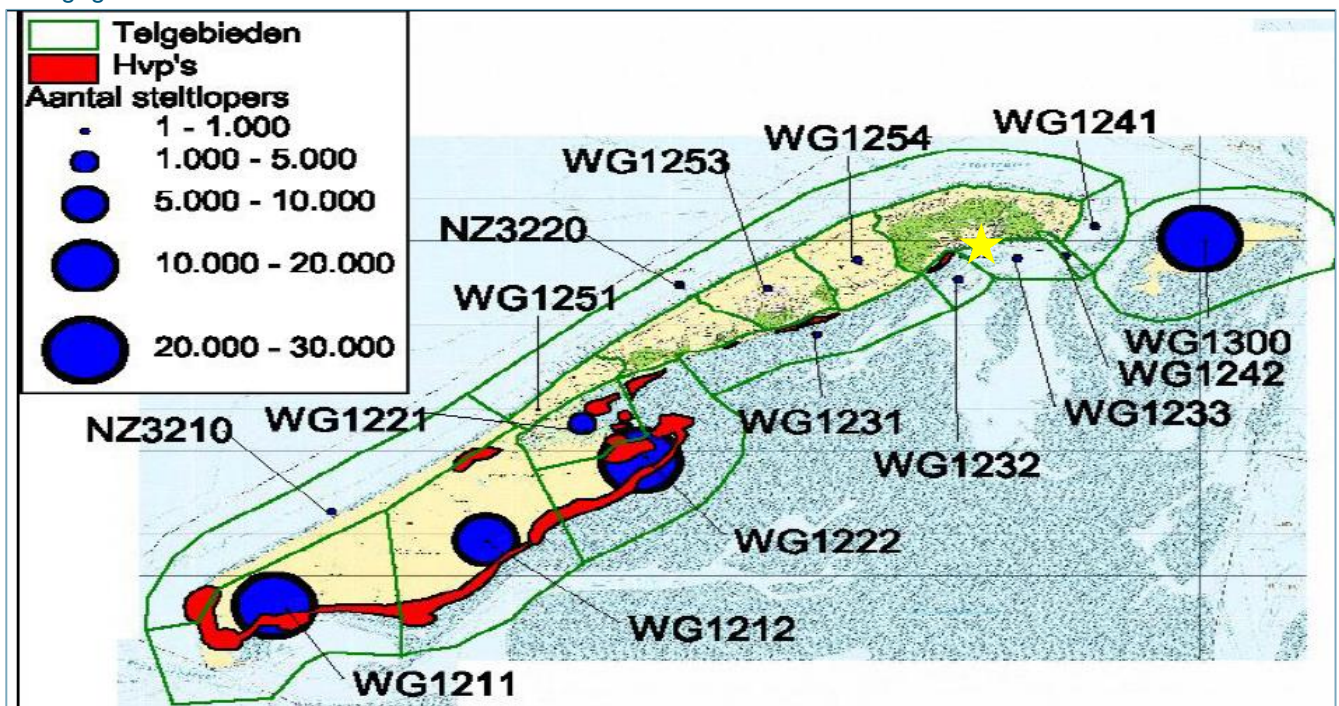 Telgebieden
Hvp's
Aantal steltlopers
1 - 1.000
1.000 - 5.000
5.000 - 10.000
10.000 - 20.000
20.000 - 30.000
WG1241
WG1254
WG1253
NZ3220
WG1251
WG1300
WG1242
WG1221
WG1233
NZ3210
WG1231
WG1232
WG1222
WG1212
WG1211